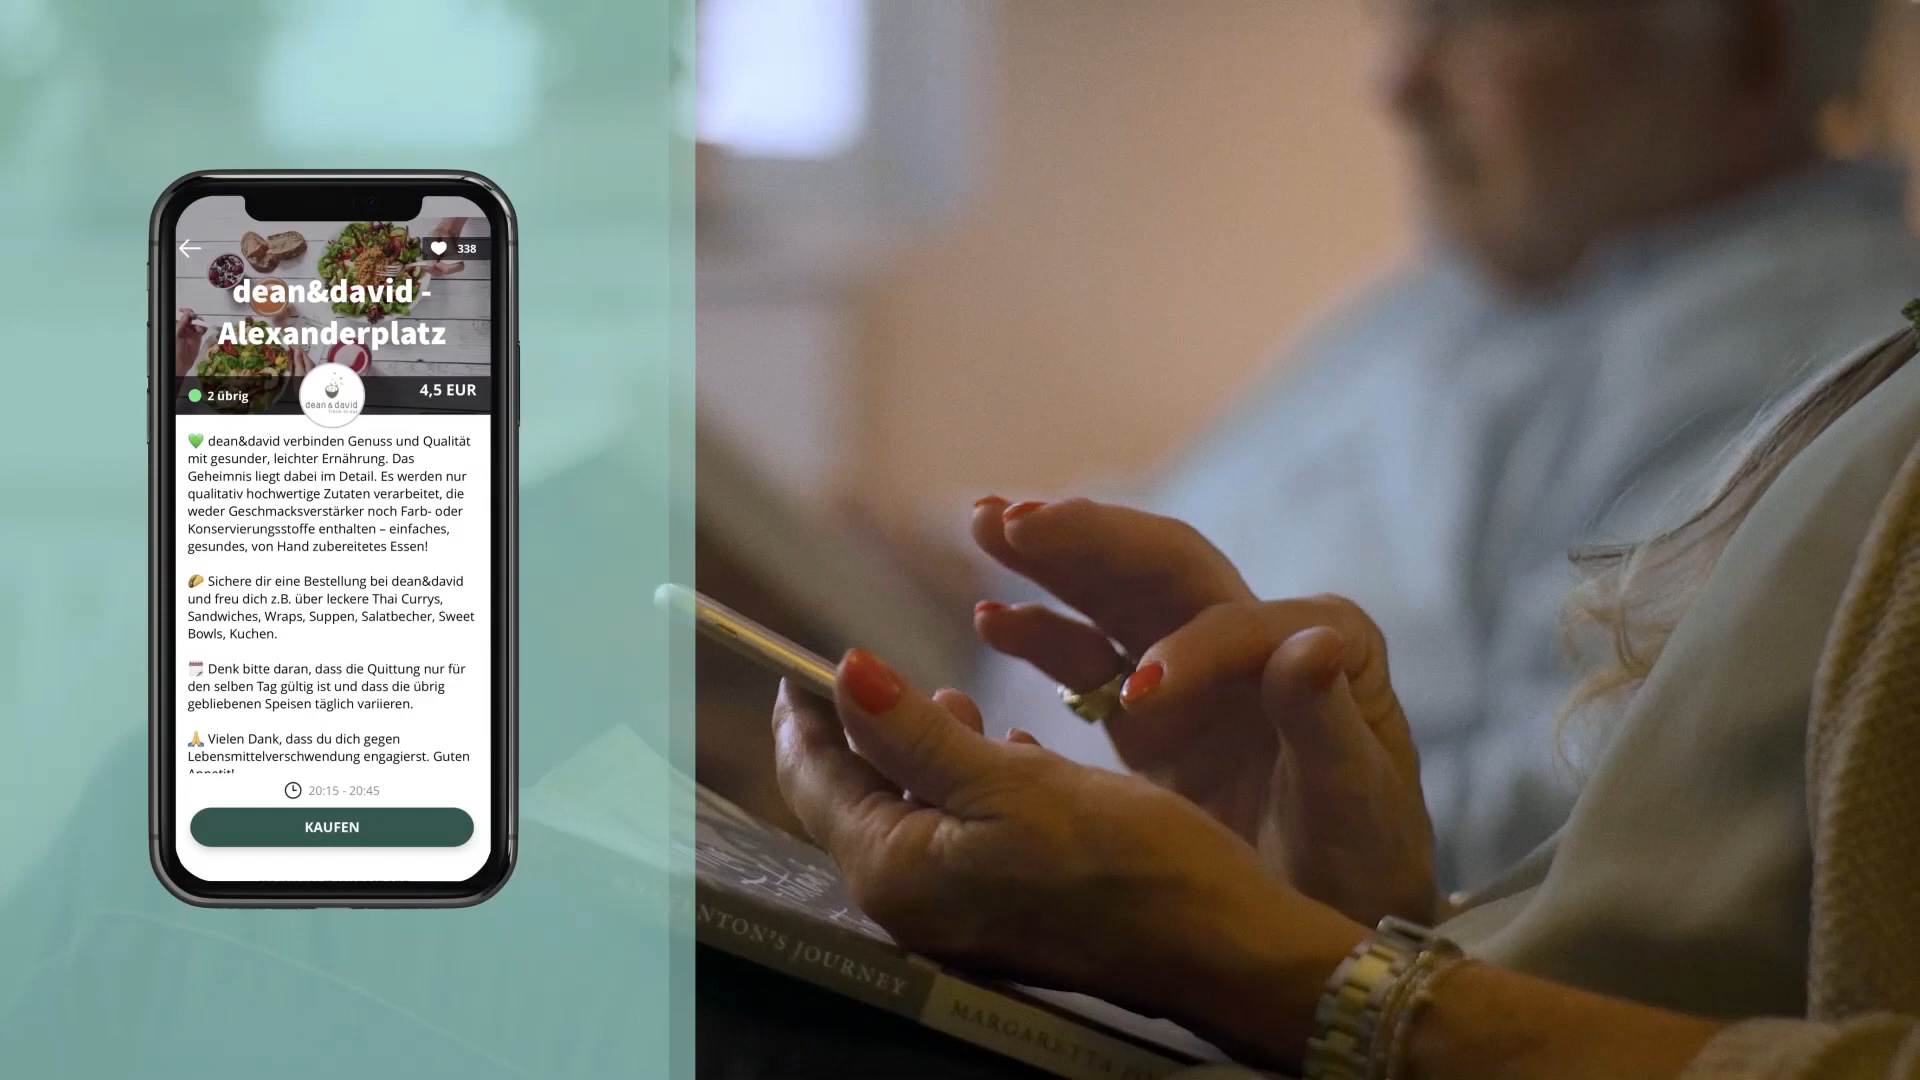 338
dean&david -
Alexanderplatz
2 übrig
4,5 EUR
dean & david
💚 dean&david verbinden Genuss und Qualität
mit gesunder, leichter Ernährung. Das
Geheimnis liegt dabei im Detail. Es werden nur
qualitativ hochwertige Zutaten verarbeitet, die
weder Geschmacksverstärker noch Farb- oder
Konservierungsstoffe enthalten – einfaches,
gesundes, von Hand zubereitetes Essen!
🌮 Sichere dir eine Bestellung bei dean&david
und freu dich z.B. über leckere Thai Currys,
Sandwiches, Wraps, Suppen, Salatbecher, Sweet
Bowls, Kuchen.
🗓 Denk bitte daran, dass die Quittung nur für
den selben Tag gültig ist und dass die übrig
gebliebenen Speisen täglich variieren.
🙏 Vielen Dank, dass du dich gegen
Lebensmittelverschwendung engagierst. Guten
Appetit!
20:15 - 20:45
KAUFEN
NTON'S JOURNEY
MARGARETTA